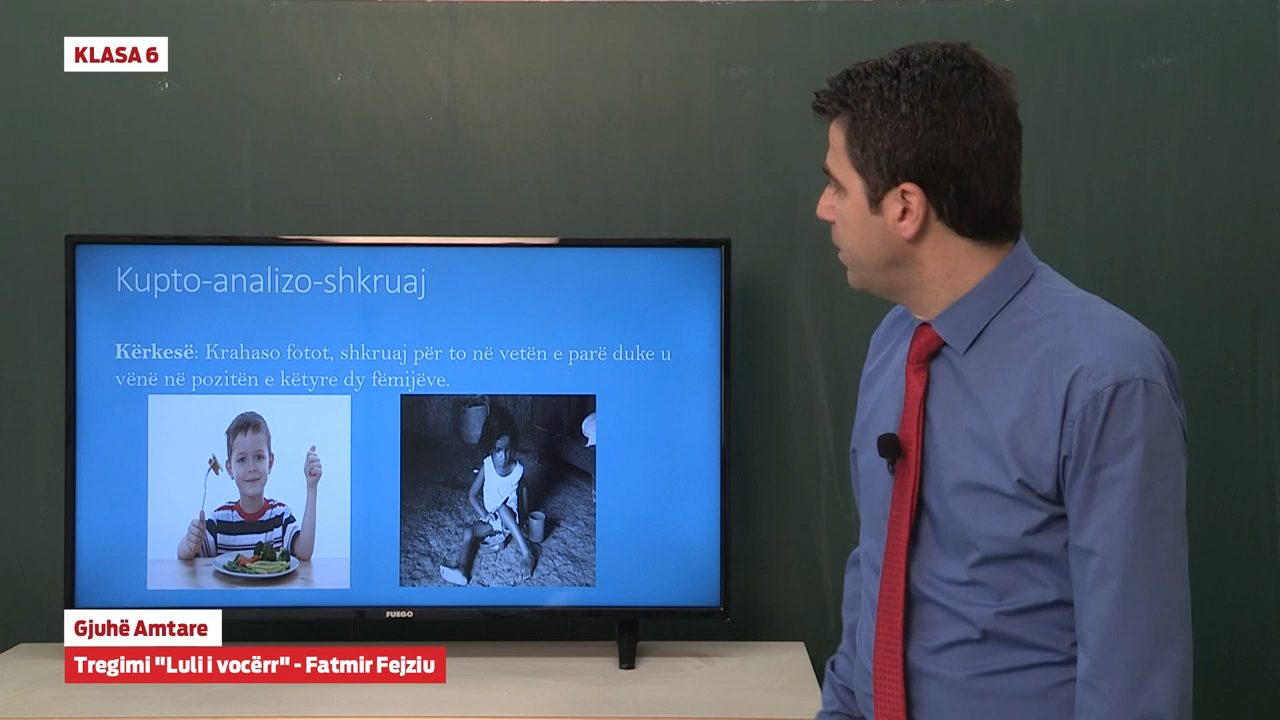 KLASA 6
Kupto-analizo-shkruaj
Kërkesë: Krahaso fotot, shkruaj për to në vetën e parë duke u
vënë në pozitën e këtyre dy fëmijëve.
FUEGO
Gjuhë Amtare
Tregimi "Luli i vocërr" - Fatmir Fejziu